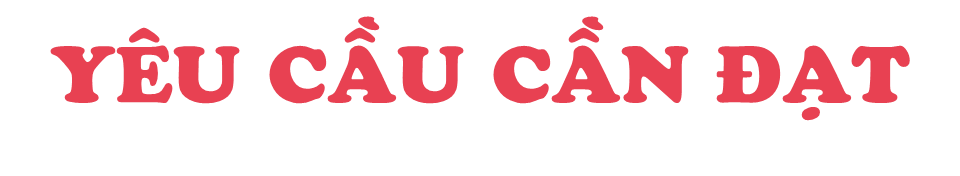 YÊU CẦU CẦN ĐẠT